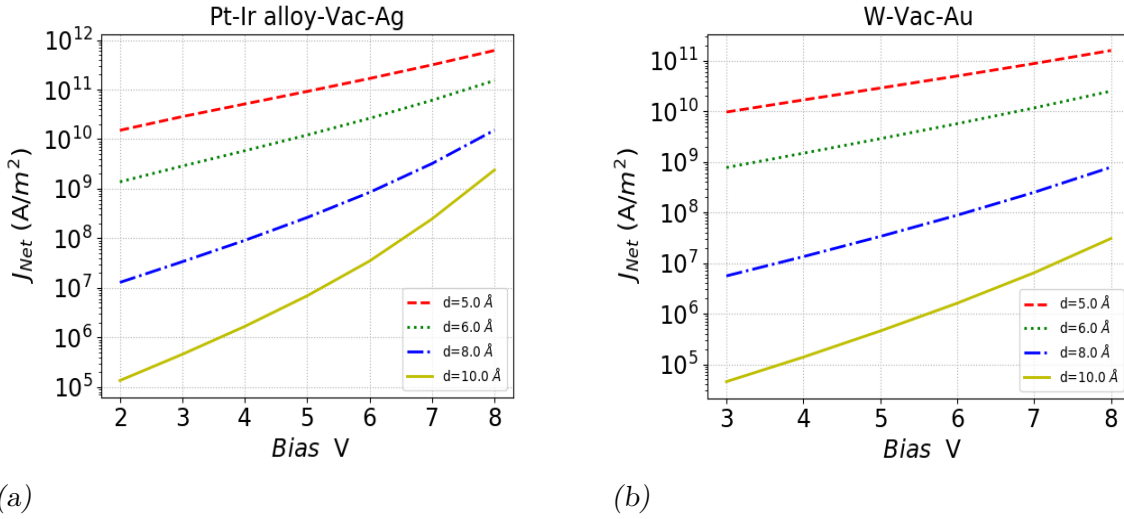 Pt-Ir alloy-Vac-Ag
10¹²
10¹¹
10¹⁰
10⁹
10⁸
10⁷
10⁶
10⁵
J_Net (A/m²)
d=5.0 Å
d=6.0 Å
d=8.0 Å
d=10.0 Å
2 3 4 5 6 7 8
Bias V
(a)
W-Vac-Au
10¹¹
10¹⁰
10⁹
10⁸
10⁷
10⁶
10⁵
J_Net (A/m²)
d=5.0 Å
d=6.0 Å
d=8.0 Å
d=10.0 Å
3 4 5 6 7 8
Bias V
(b)